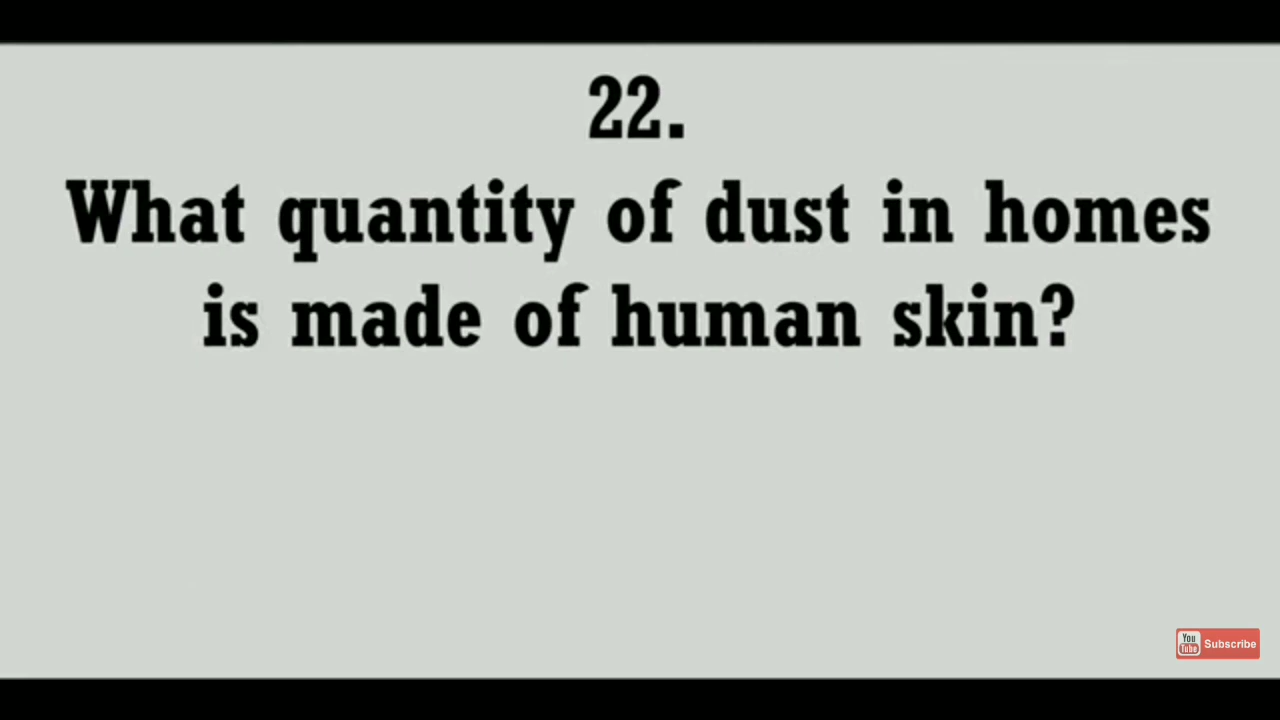 22.
What quantity of dust in homes
is made of human skin?
You
Tube
Subscribe